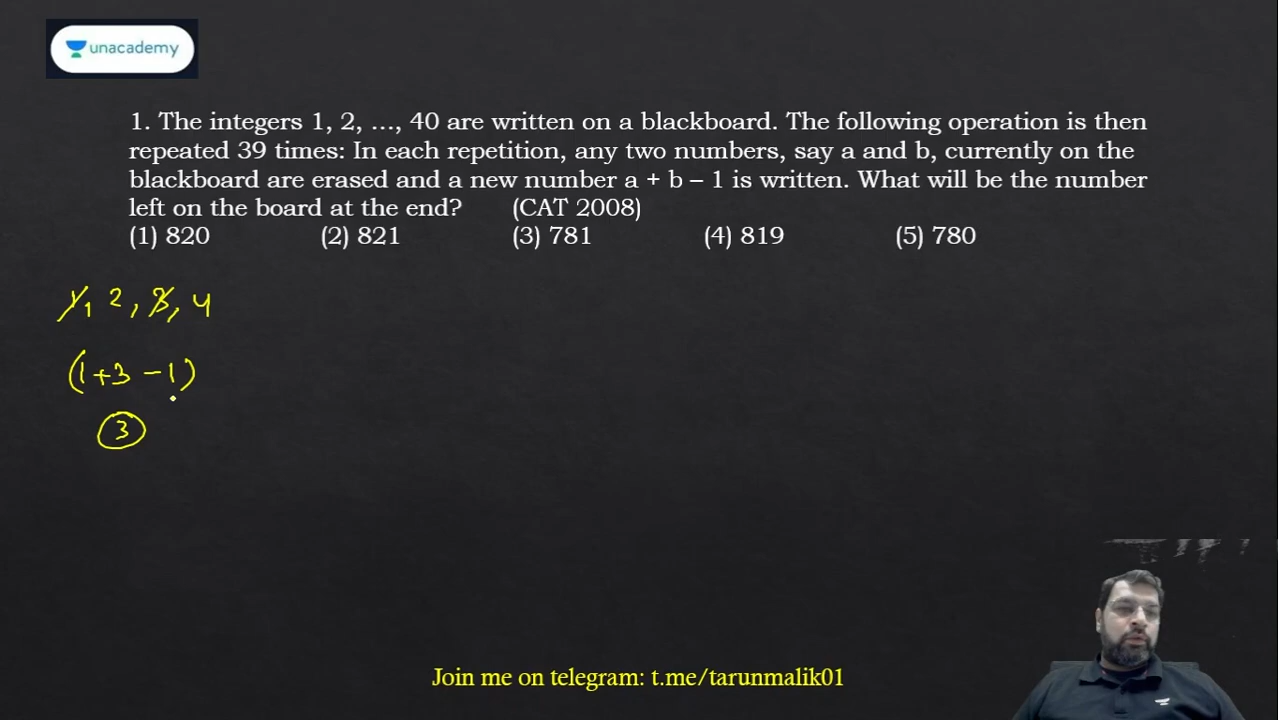 unacademy
1. The integers 1, 2, ..., 40 are written on a blackboard. The following operation is then
repeated 39 times: In each repetition, any two numbers, say a and b, currently on the
blackboard are erased and a new number a + b – 1 is written. What will be the number
left on the board at the end? (CAT 2008)
(1) 820 (2) 821 (3) 781 (4) 819 (5) 780
1, 2, 3, 4
(1+3-1)
3
Join me on telegram: t.me/tarunmalik01